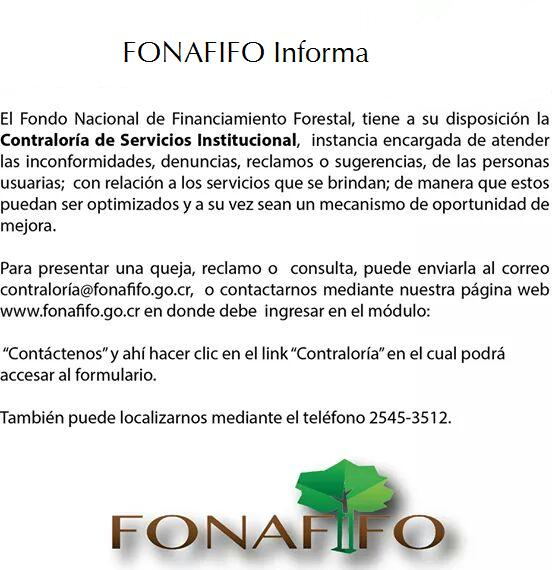 FONAFIFO Informa
El Fondo Nacional de Financiamiento Forestal, tiene a su disposición la
Contraloría de Servicios Institucional, instancia encargada de atender
las inconformidades, denuncias, reclamos o sugerencias, de las personas
usuarias; con relación a los servicios que se brindan; de manera que estos
puedan ser optimizados y a su vez sean un mecanismo de oportunidad de
mejora.
Para presentar una queja, reclamo o consulta, puede enviarla al correo
contraloría@fonafifo.go.cr, o contactarnos mediante nuestra página web
www.fonafifo.go.cr en donde debe ingresar en el módulo:
“Contáctenos” y ahí hacer clic en el link “Contraloría” en el cual podrá
accesar al formulario.
También puede localizarnos mediante el teléfono 2545-3512.
FONAFIFO